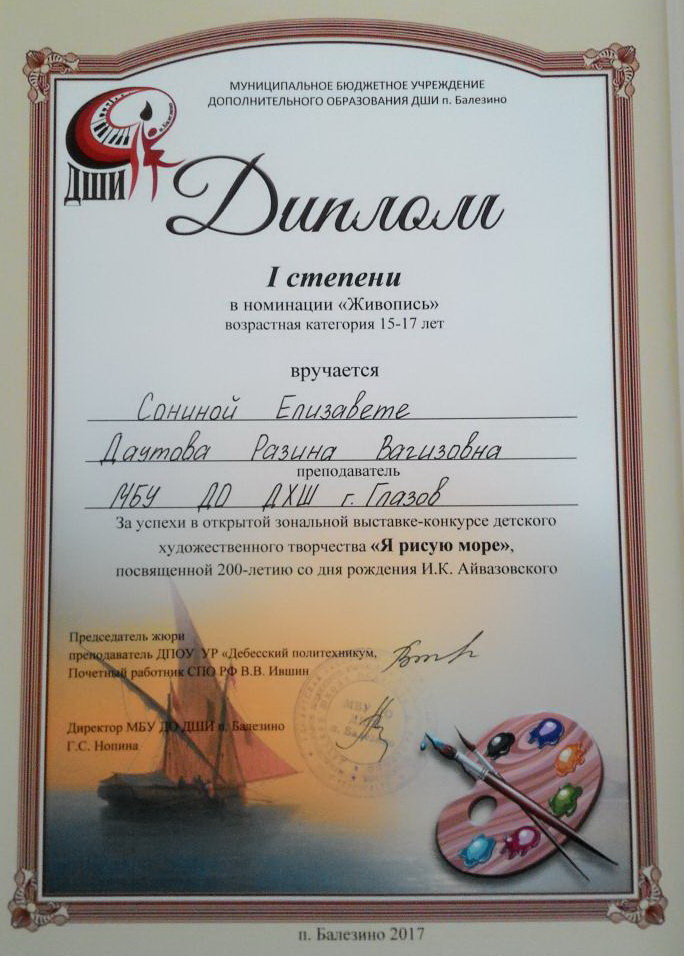 МУНИЦИПАЛЬНОЕ БЮДЖЕТНОЕ УЧРЕЖДЕНИЕ
ДОПОЛНИТЕЛЬНОГО ОБРАЗОВАНИЯ ДШИ п. Балезино
ДШИ
Диплом
I степени
в номинации «Живопись»
возрастная категория 15-17 лет
вручается
Сониной Елизавете
Даутова Разина Вагизовна
преподаватель
МБУ ДО ДХШ г. Глазов
За успехи в открытой зональной выставке-конкурсе детского
художественного творчества «Я рисую море»,
посвященной 200-летию со дня рождения И.К. Айвазовского
Председатель жюри
преподаватель ДПОУ УР «Дебесский политехникум,
Почетный работник СПО РФ В.В. Ившин
Директор МБУ ДО ДШИ п. Балезино
Г.С. Нопина
МБУ ДО
п. Балезино 2017